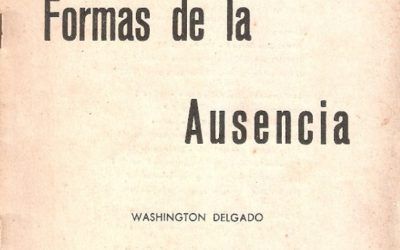 Formas de la
Ausencia
WASHINGTON DELGADO